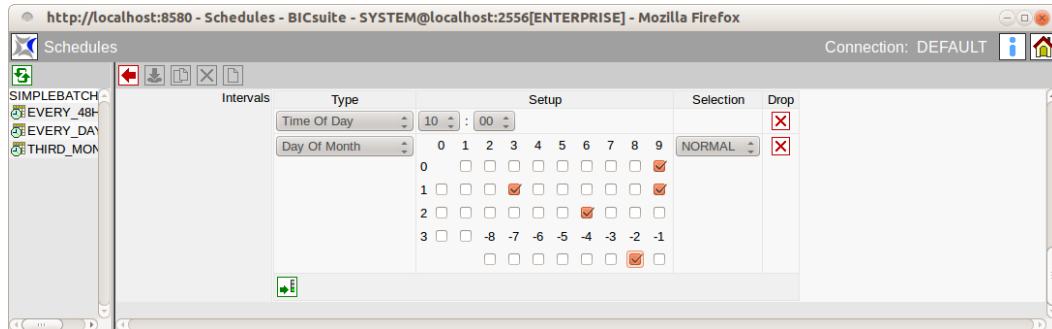 http://localhost:8580 - Schedules - BICsuite - SYSTEM@localhost:2556[ENTERPRISE] - Mozilla Firefox
Schedules
Connection: DEFAULT
SIMPLEBATCH
EVERY_48H
EVERY_DAY
THIRD_MON
Intervals Type Setup Selection Drop
Time Of Day 10 : 00
Day Of Month 0 1 2 3 4 5 6 7 8 9 NORMAL
0
1
2
3 -8 -7 -6 -5 -4 -3 -2 -1